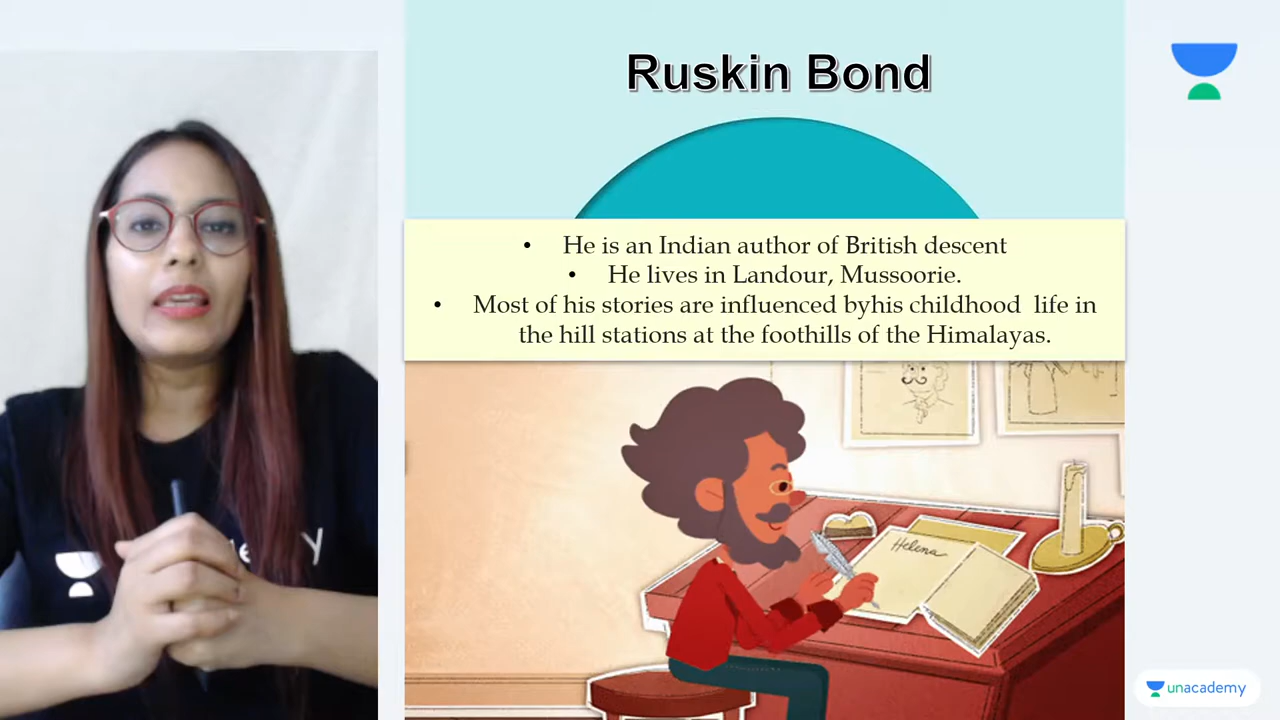 Ruskin Bond
• He is an Indian author of British descent
• He lives in Landour, Mussoorie.
• Most of his stories are influenced byhis childhood life in
the hill stations at the foothills of the Himalayas.
Helena
unacademy